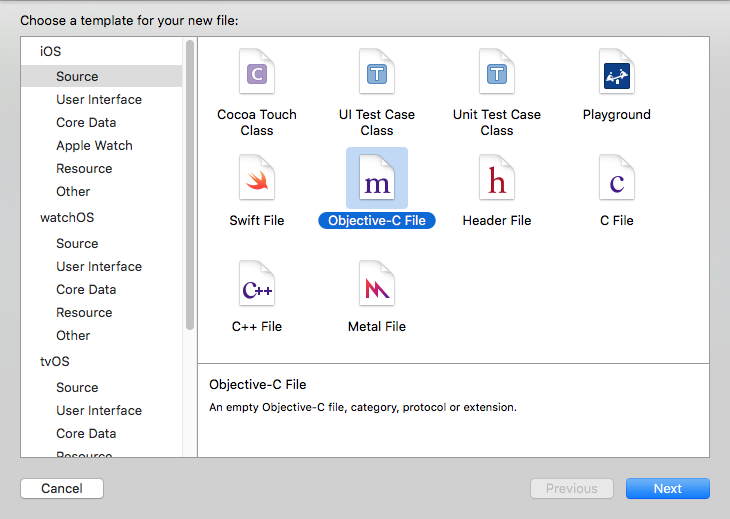 Choose a template for your new file:
iOS
Source
User Interface
Core Data
Apple Watch
Resource
Other
watchOS
Source
User Interface
Core Data
Resource
Other
tvOS
Source
User Interface
Core Data
Resource
C
Cocoa Touch
Class
T
UI Test Case
Class
T
Unit Test Case
Class
Playground
Swift File
m
Objective-C File
h
Header File
c
C File
C++
C++ File
Metal File
Objective-C File
An empty Objective-C file, category, protocol or extension.
Cancel
Previous
Next